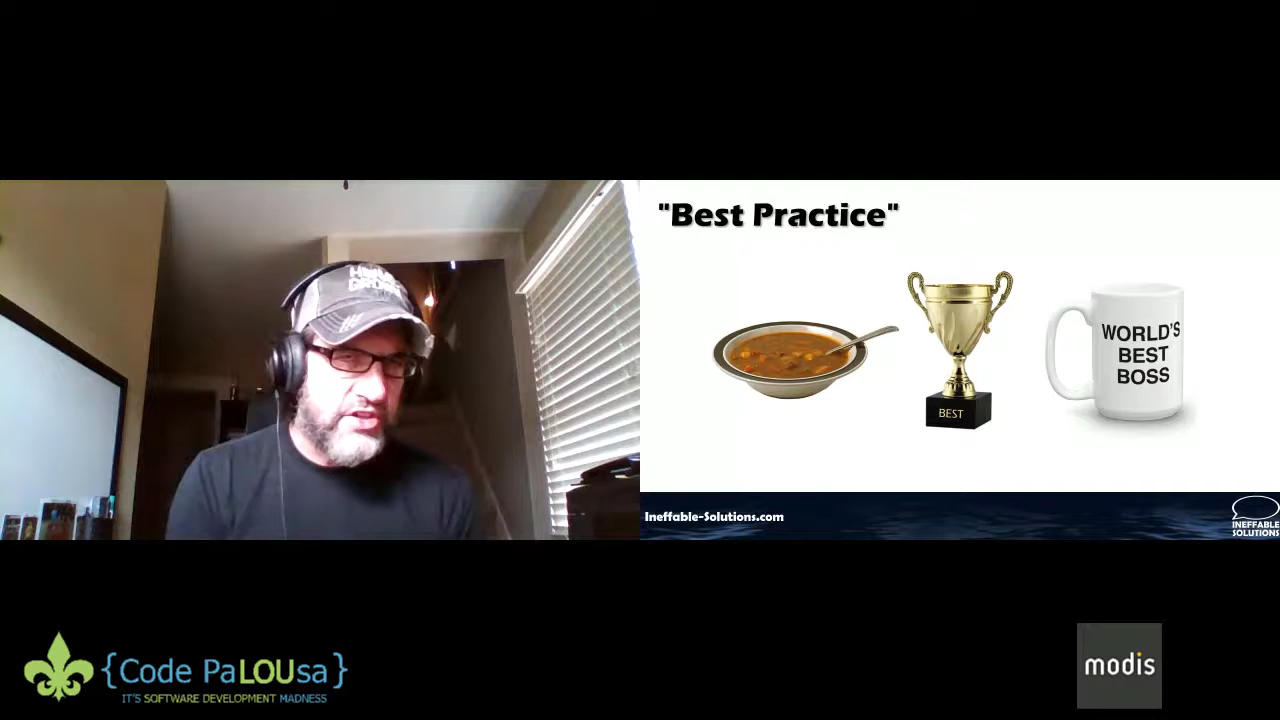 "Best Practice"
BEST
WORLD'S
BEST
BOSS
Ineffable-Solutions.com
INEFFABLE
SOLUTIONS
{Code PaLOUsa}
IT'S SOFTWARE DEVELOPMENT MADNESS
modis